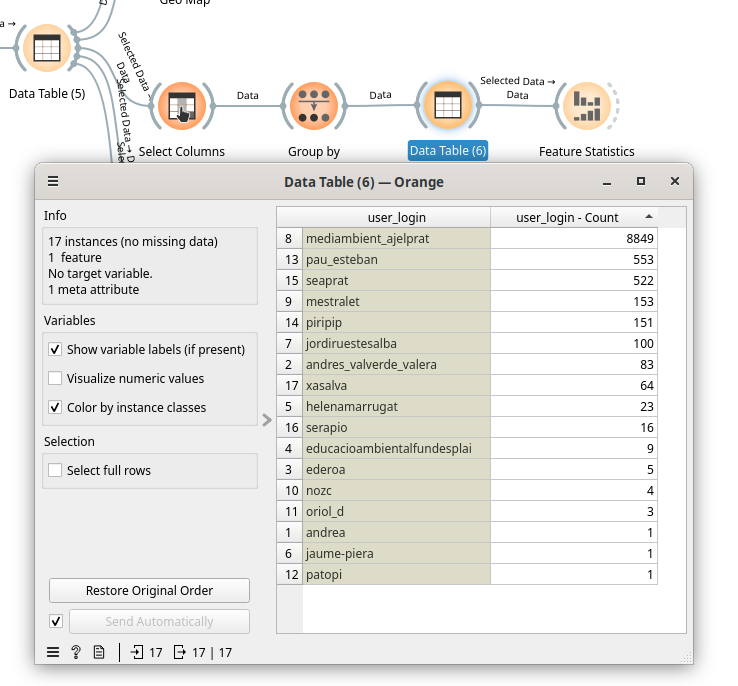 Geo Map
a →
Selected Data →
Data
Selected Data → D
Data Table (5)
Data
Data
Selected Data →
Data
Select Columns
Group by
Data Table (6)
Feature Statistics
Data Table (6) — Orange
Info
17 instances (no missing data)
1 feature
No target variable.
1 meta attribute
Variables
Show variable labels (if present)
Visualize numeric values
Color by instance classes
Selection
Select full rows
Restore Original Order
Send Automatically
17
17 | 17
user_login user_login - Count
8 mediambient_ajelprat 8849
13 pau_esteban 553
15 seaprat 522
9 mestralet 153
14 piripip 151
7 jordiruestesalba 100
2 andres_valverde_valera 83
17 xasalva 64
5 helenamarrugat 23
16 serapio 16
4 educacioambientalfundesplai 9
3 ederoa 5
10 nozc 4
11 oriol_d 3
1 andrea 1
6 jaume-piera 1
12 patopi 1